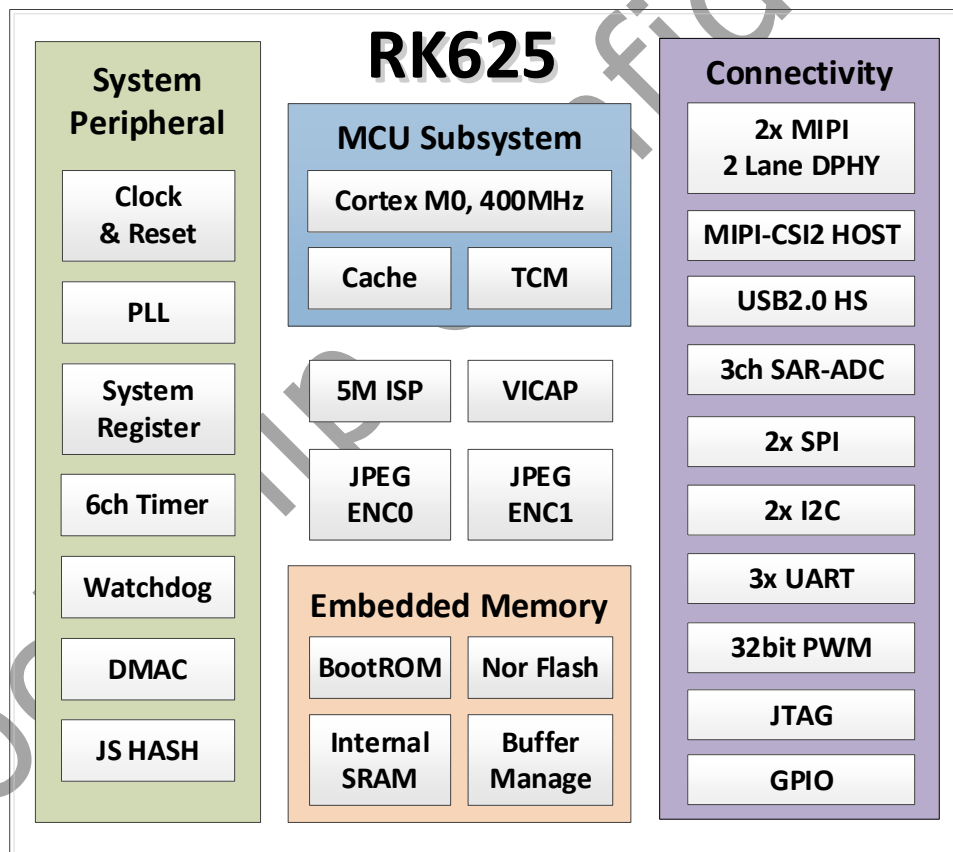 RK625
System
Peripheral
Clock
& Reset
PLL
System
Register
6ch Timer
Watchdog
DMAC
JS HASH
MCU Subsystem
Cortex M0, 400MHz
Cache
TCM
5M ISP
VICAP
JPEG
ENC0
JPEG
ENC1
Embedded Memory
BootROM
Nor Flash
Internal
SRAM
Buffer
Manage
Connectivity
2x MIPI
2 Lane DPHY
MIPI-CSI2 HOST
USB2.0 HS
3ch SAR-ADC
2x SPI
2x I2C
3x UART
32bit PWM
JTAG
GPIO